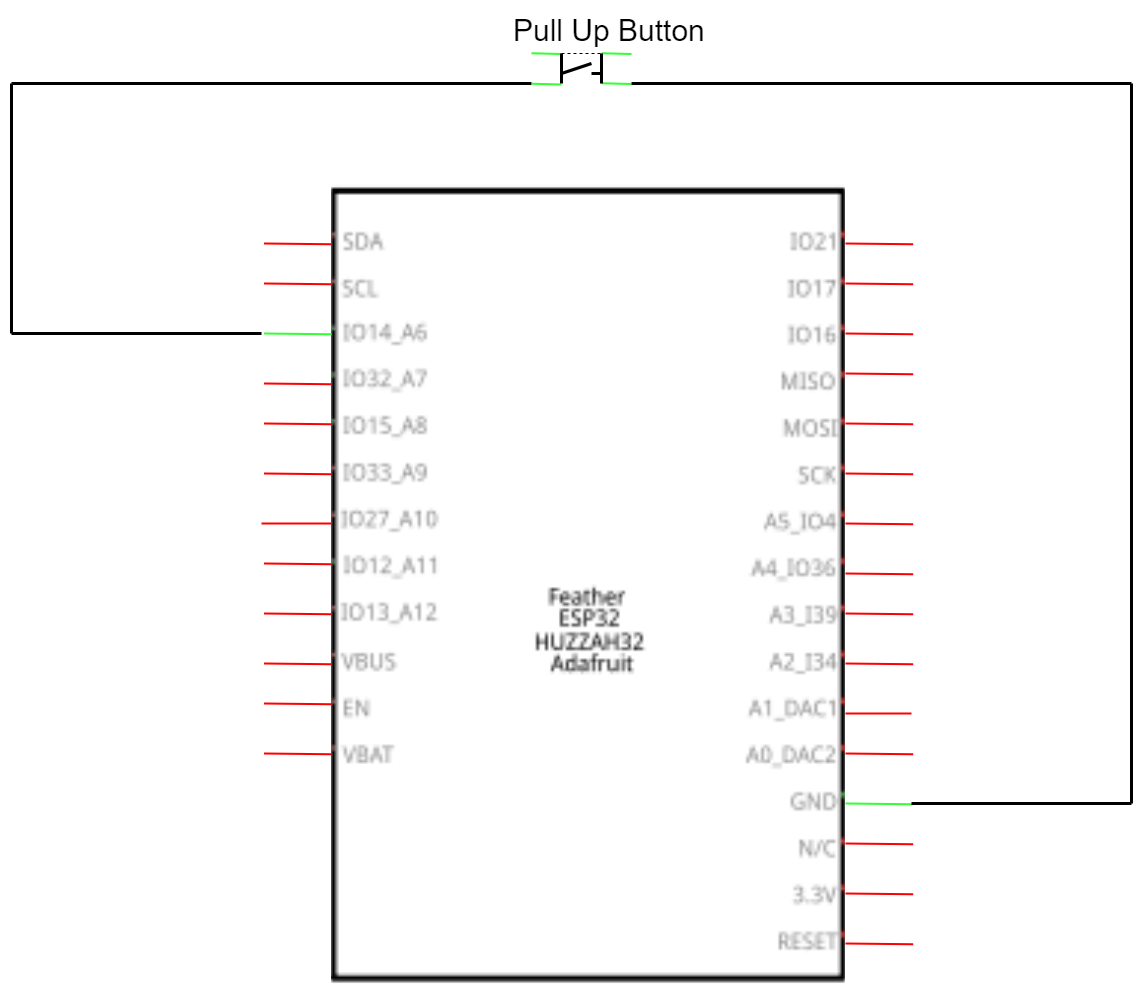 Pull Up Button
SDA
SCL
IO14_A6
IO32_A7
IO15_A8
IO33_A9
IO27_A10
IO12_A11
IO13_A12
VBUS
EN
VBAT
Feather
ESP32
HUZZAH32
Adafruit
IO21
IO17
IO16
MISO
MOSI
SCK
A5_IO4
A4_IO36
A3_I39
A2_I34
A1_DAC1
A0_DAC2
GND
N/C
3.3V
RESET